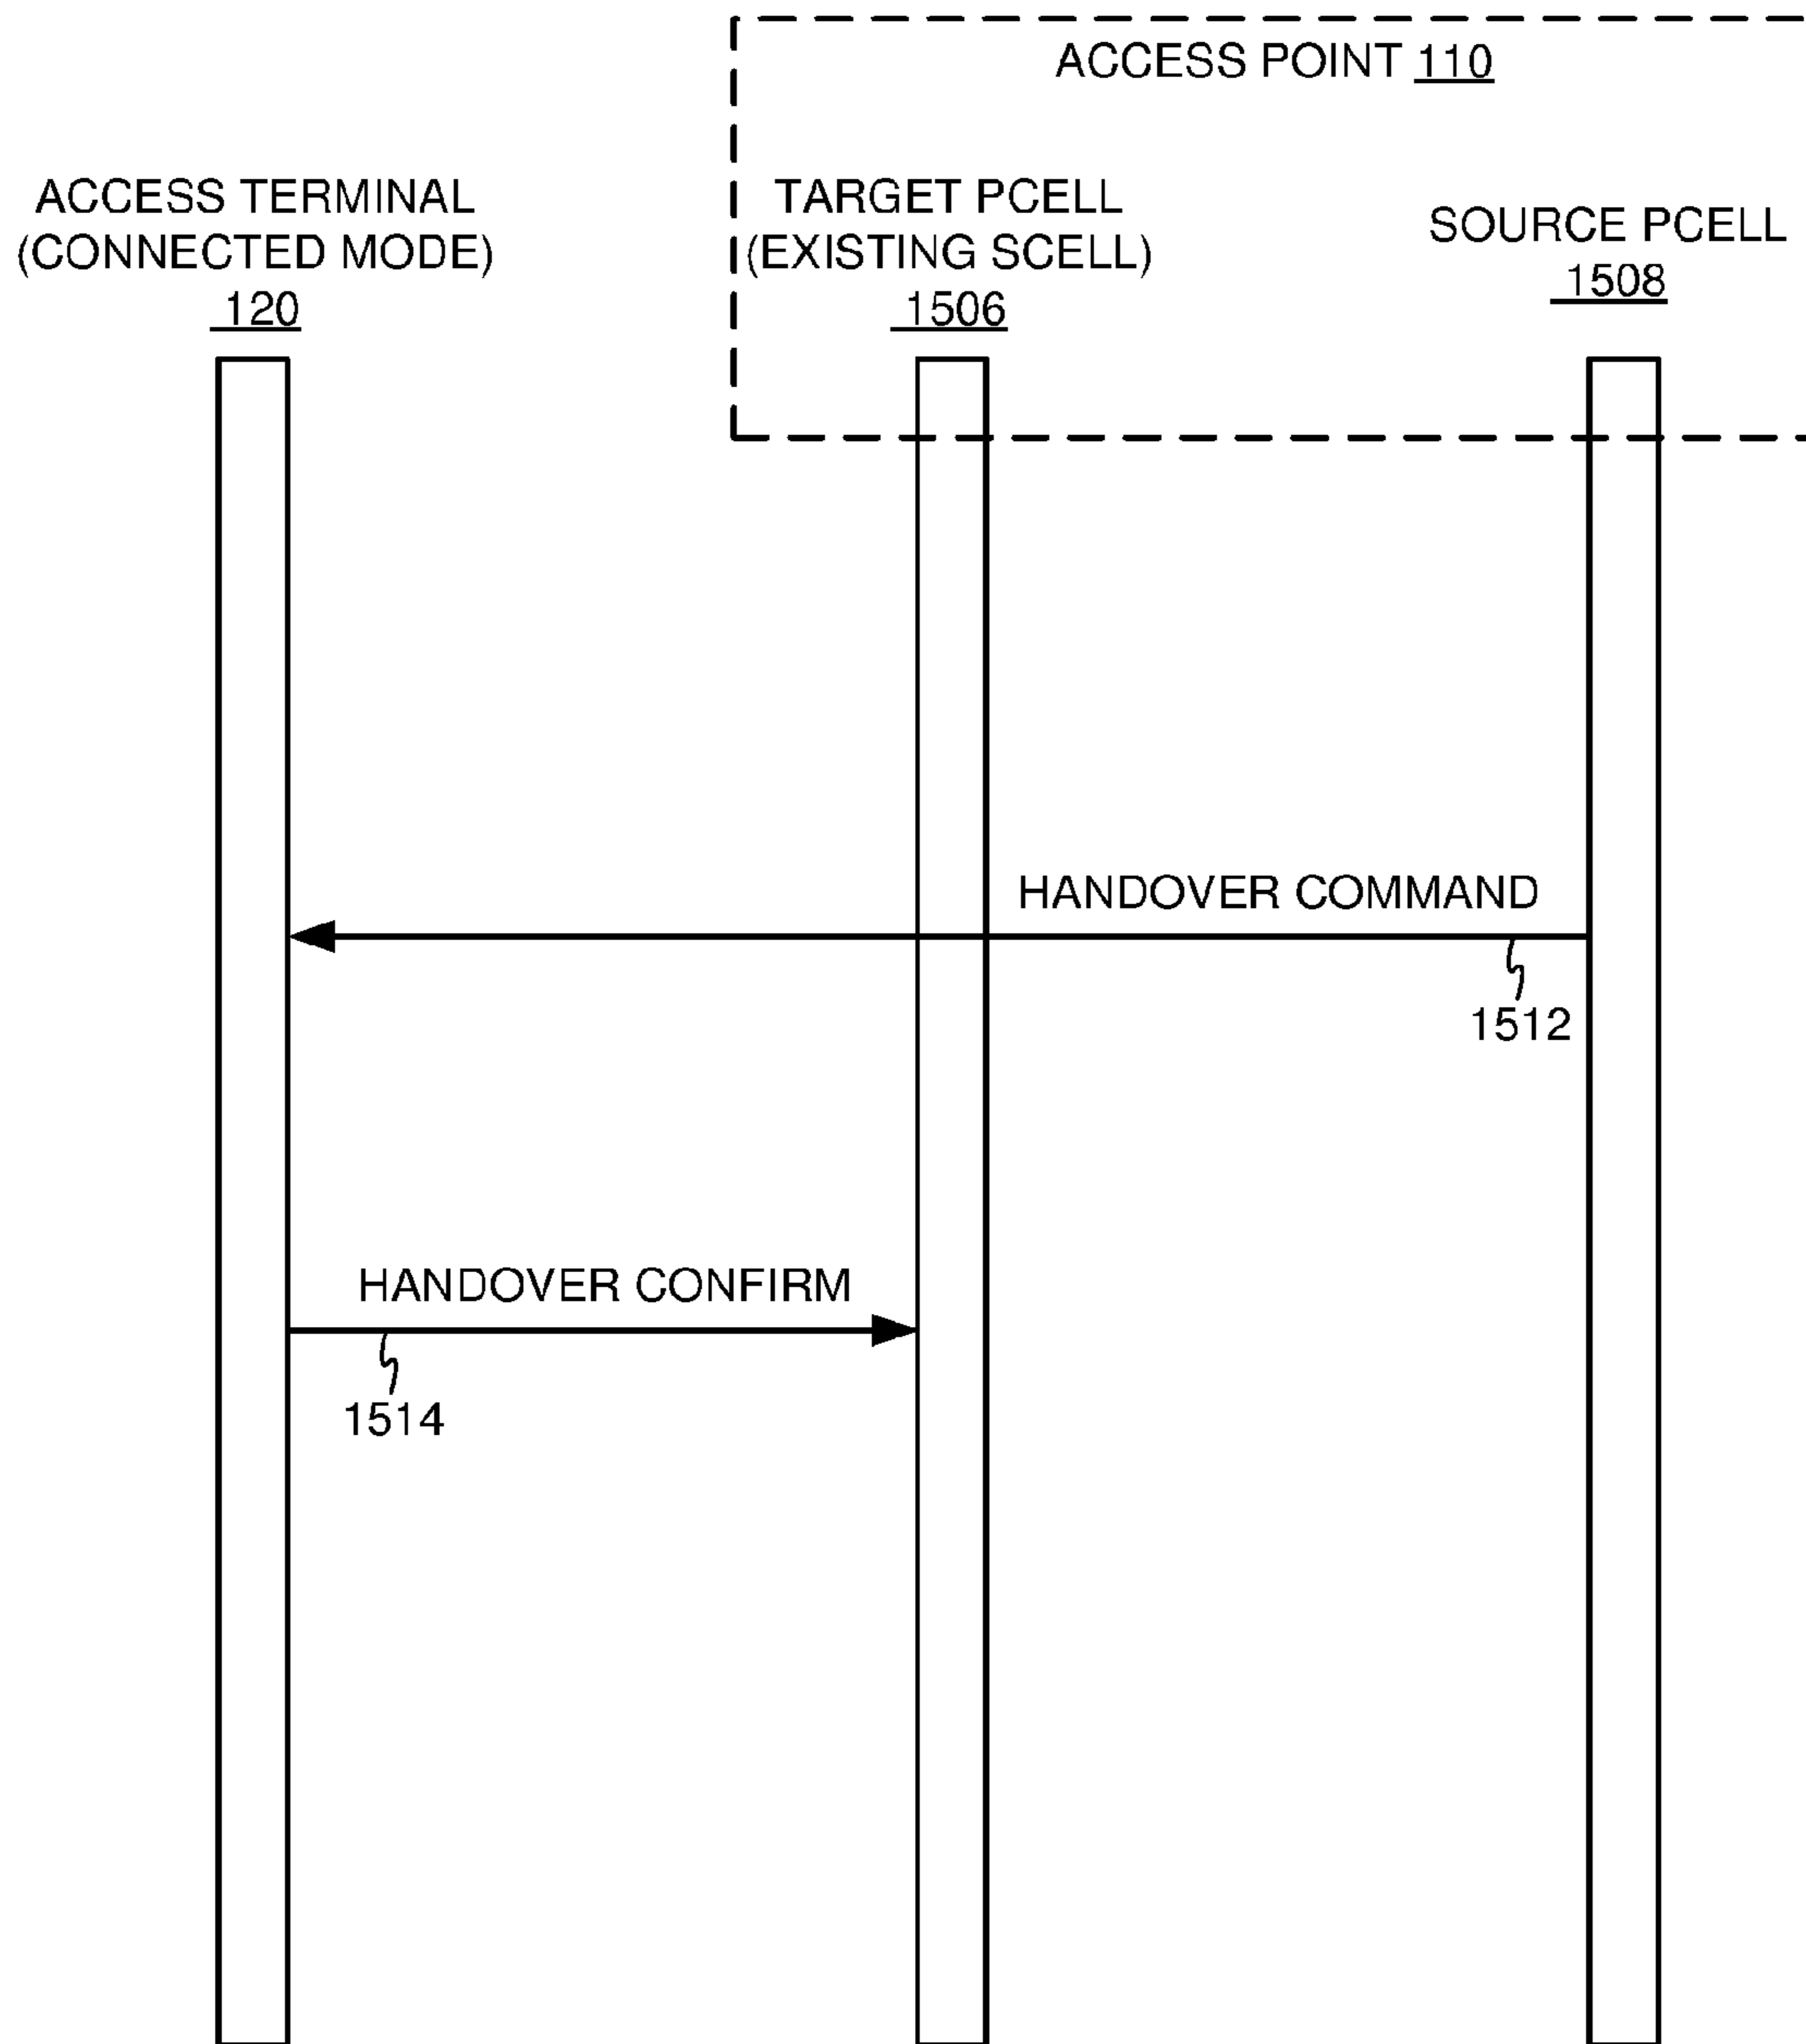 ACCESS POINT 110
ACCESS TERMINAL
(CONNECTED MODE)
120
TARGET PCELL
(EXISTING SCELL)
1506
SOURCE PCELL
1508
HANDOVER COMMAND
1512
HANDOVER CONFIRM
1514